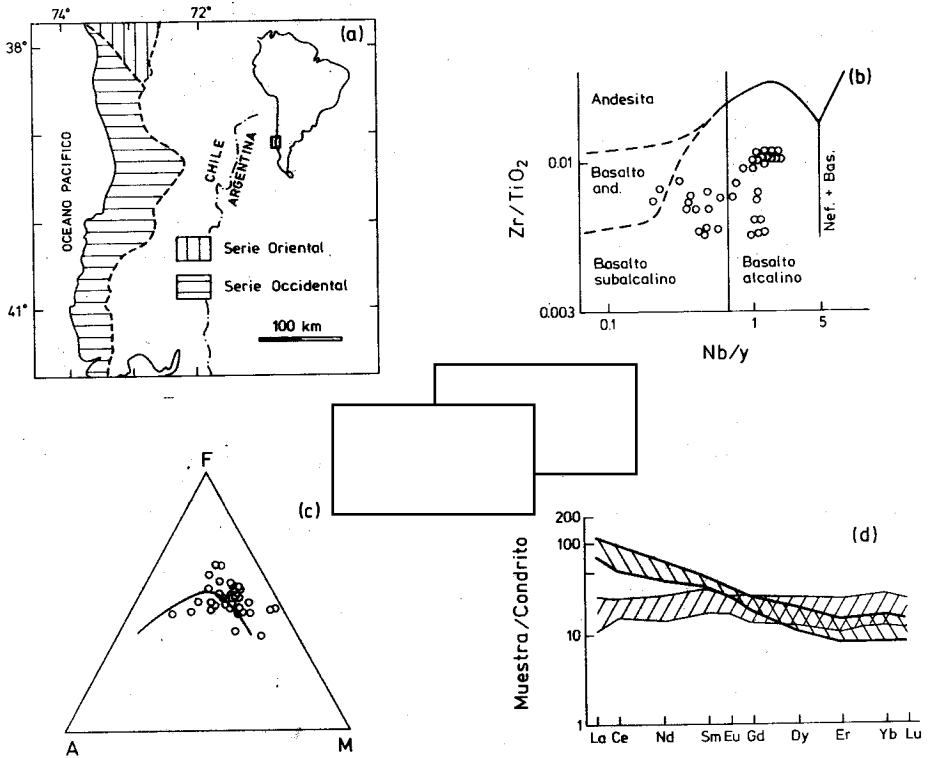 74°
72°
(a)
38°
OCEANO PACIFICO
CHILE
ARGENTINA
Serie Oriental
Serie Occidental
41°
100 km
(b)
Andesita
0.01
Basalto
and.
Zr/TiO2
Nef. + Bas.
Basalto
subalcalino
Basalto
alcalino
0.003
0.1
1
5
Nb/y
F
(c)
A
M
(d)
200
100
10
1
Muestra/Condrito
La Ce Nd Sm Eu Gd Dy Er Yb Lu